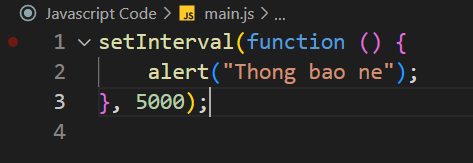 Javascript Code > JS main.js > ...
1 setInterval(function () {
2     alert("Thong bao ne");
3 }, 5000);
4